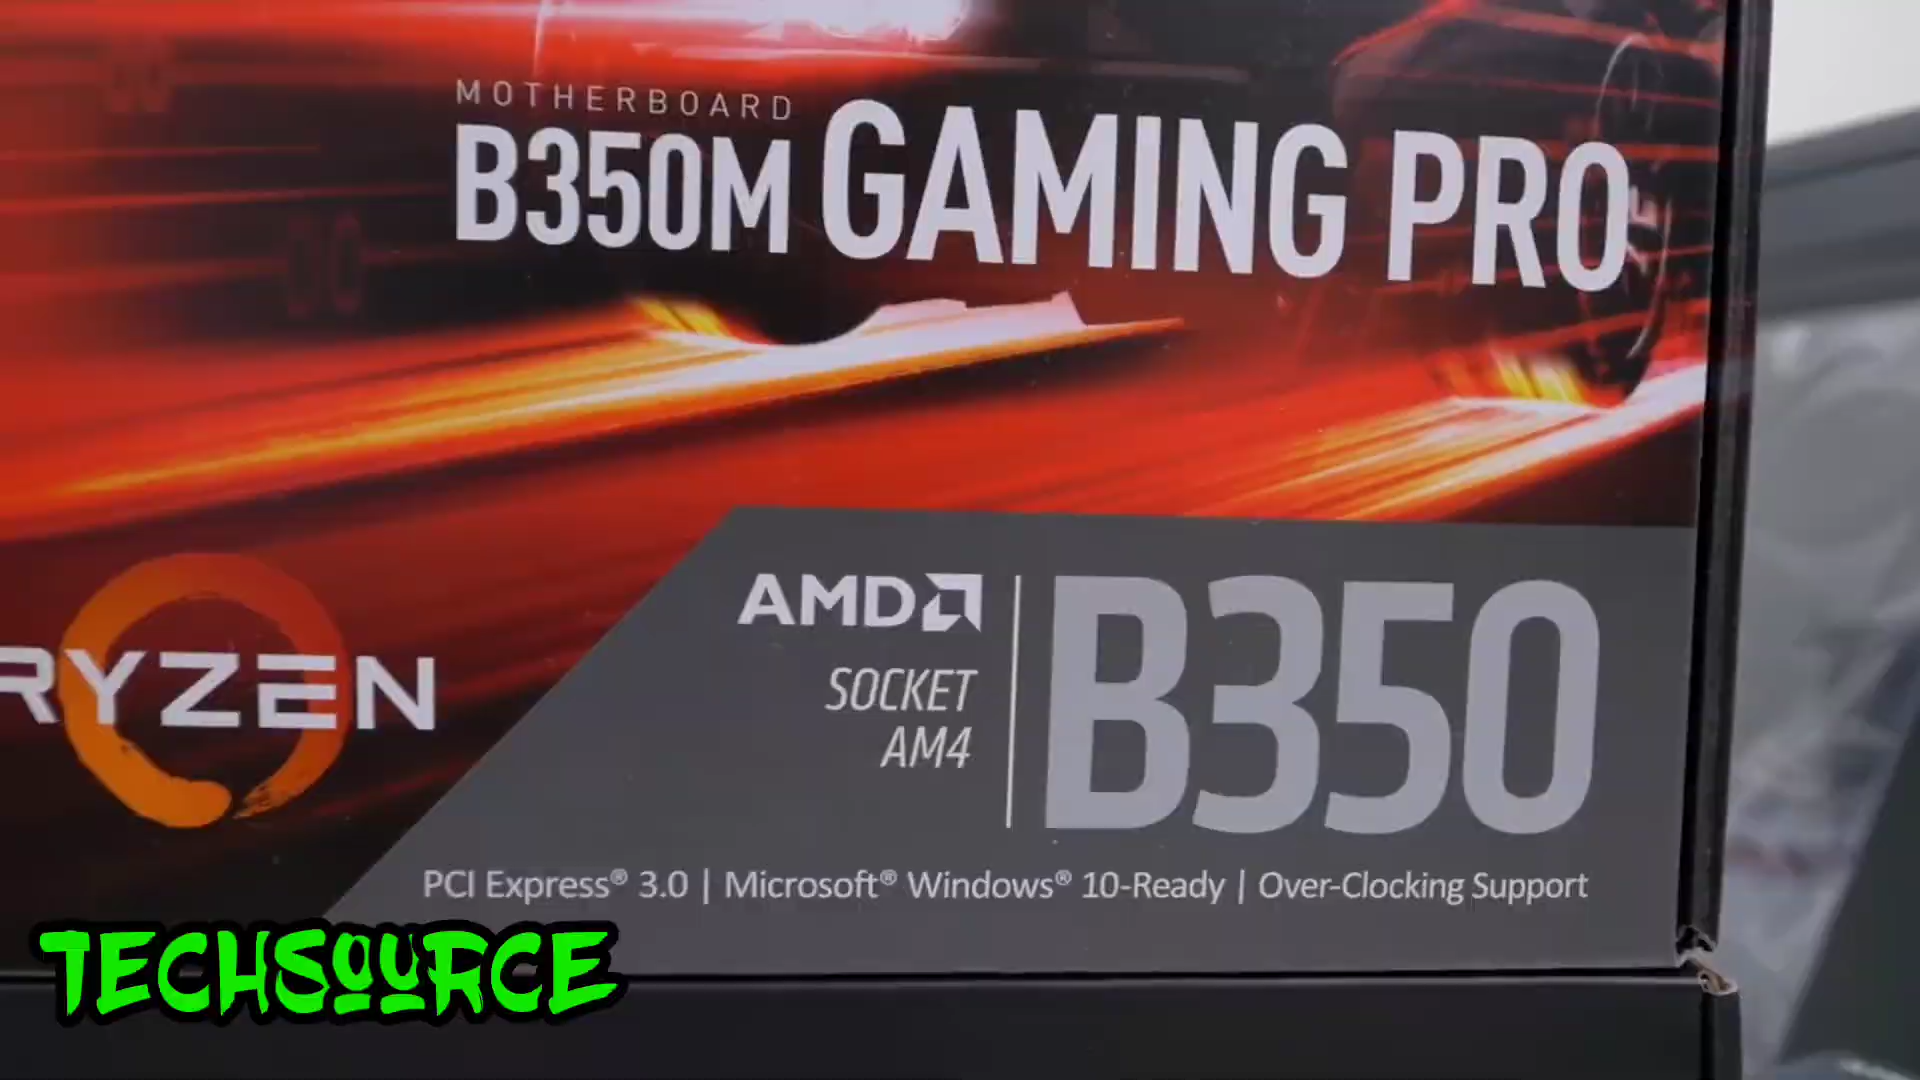 MOTHERBOARD
B350M GAMING PRO
RYZEN
AMD
SOCKET
AM4
B350
PCI Express® 3.0 | Microsoft® Windows® 10-Ready | Over-Clocking Support
TECHSOURCE